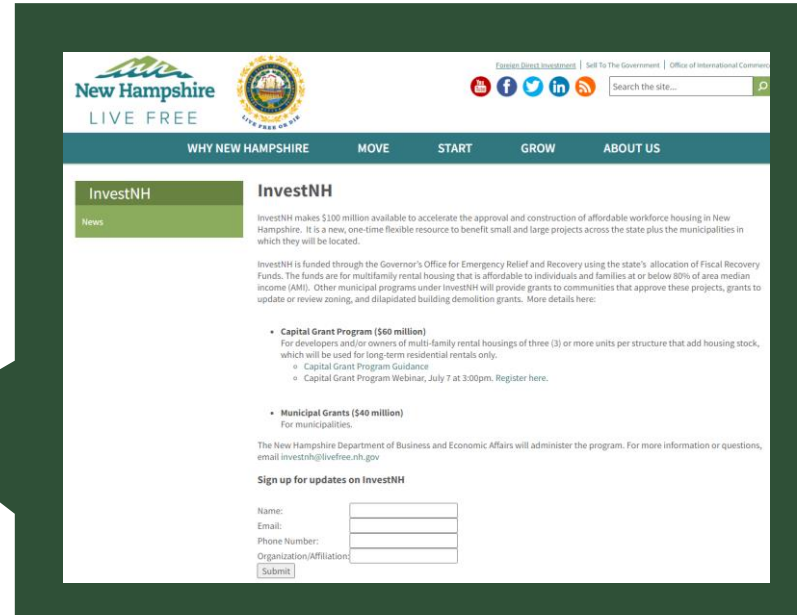 Foreign Direct Investment | Sell To The Government | Office of International Commerc
New Hampshire
LIVE FREE
LIVE FREE OR DIE
You
f
in
Search the site...
WHY NEW HAMPSHIRE MOVE START GROW ABOUT US
InvestNH
News
InvestNH
InvestNH makes $100 million available to accelerate the approval and construction of affordable workforce housing in New
Hampshire. It is a new, one-time flexible resource to benefit small and large projects across the state plus the municipalities in
which they will be located.
InvestNH is funded through the Governor's Office for Emergency Relief and Recovery using the state's allocation of Fiscal Recovery
Funds. The funds are for multifamily rental housing that is affordable to individuals and families at or below 80% of area median
income (AMI). Other municipal programs under InvestNH will provide grants to communities that approve these projects, grants to
update or review zoning, and dilapidated building demolition grants. More details here:
• Capital Grant Program ($60 million)
For developers and/or owners of multi-family rental housings of three (3) or more units per structure that add housing stock,
which will be used for long-term residential rentals only.
○ Capital Grant Program Guidance
○ Capital Grant Program Webinar, July 7 at 3:00pm. Register here.
• Municipal Grants ($40 million)
For municipalities.
The New Hampshire Department of Business and Economic Affairs will administer the program. For more information or questions,
email investnh@livefree.nh.gov
Sign up for updates on InvestNH
Name:
Email:
Phone Number:
Organization/Affiliation:
Submit